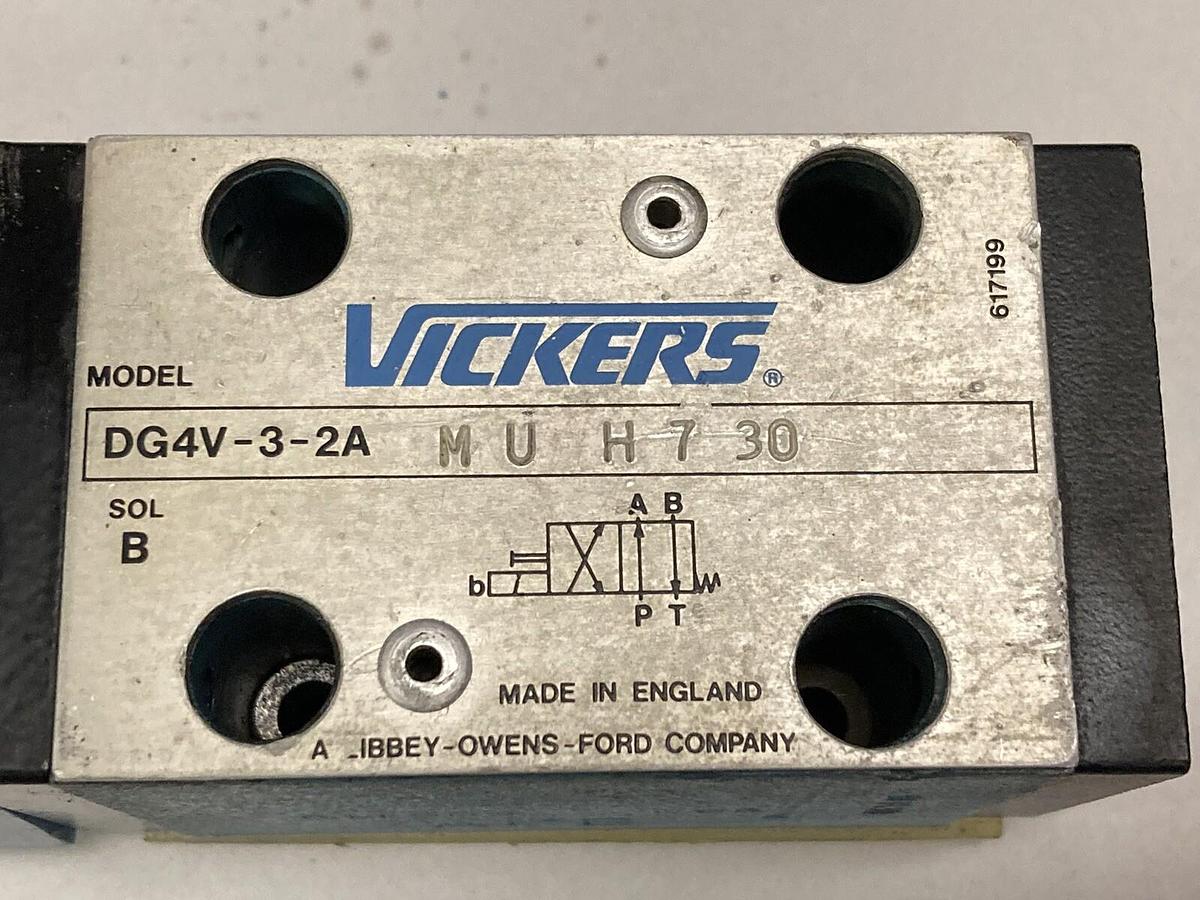 617199
VICKERS®
MODEL
DG4V-3-2A M U H 7 30
SOL
B
A B
b
P T
MADE IN ENGLAND
A LIBBEY-OWENS-FORD COMPANY